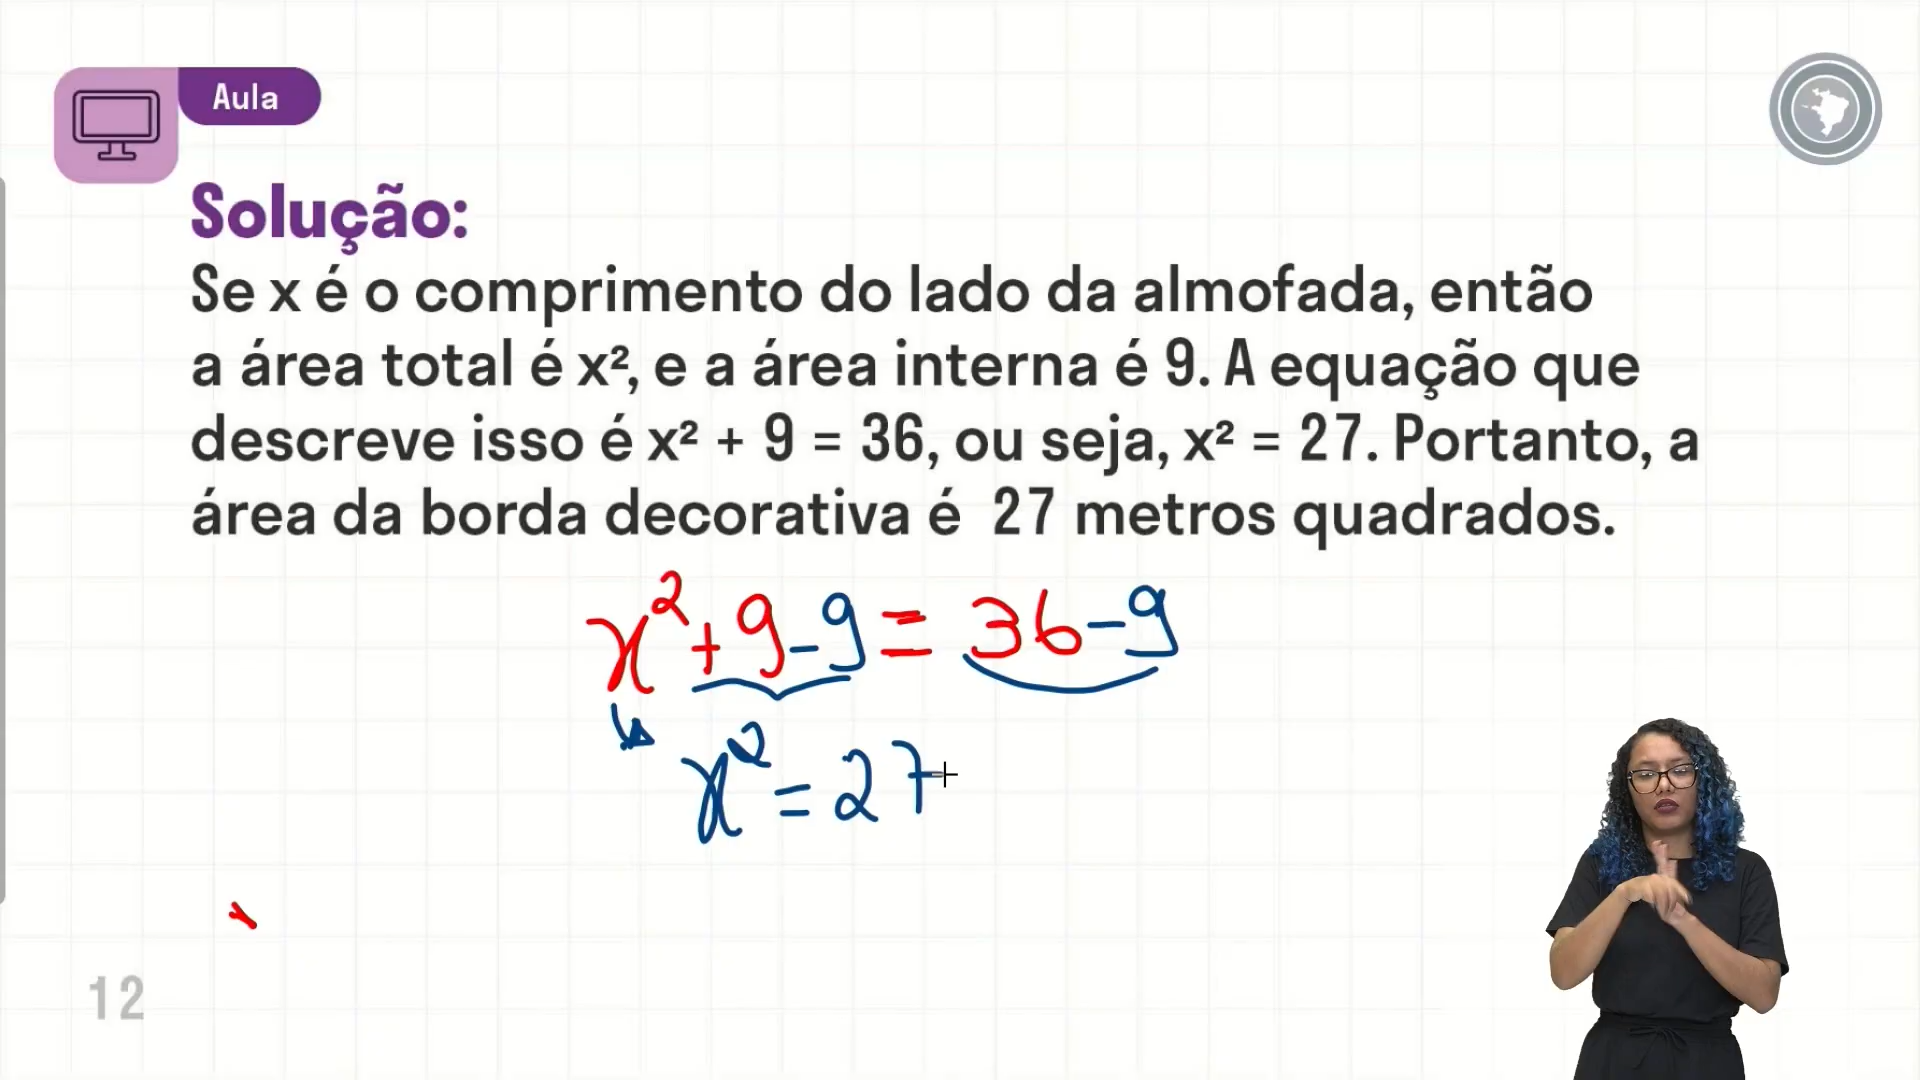 Aula
Solução:
Se x é o comprimento do lado da almofada, então
a área total é x², e a área interna é 9. A equação que
descreve isso é x² + 9 = 36, ou seja, x² = 27. Portanto, a
área da borda decorativa é 27 metros quadrados.
x² + 9 - 9 = 36 - 9
x² = 27
12